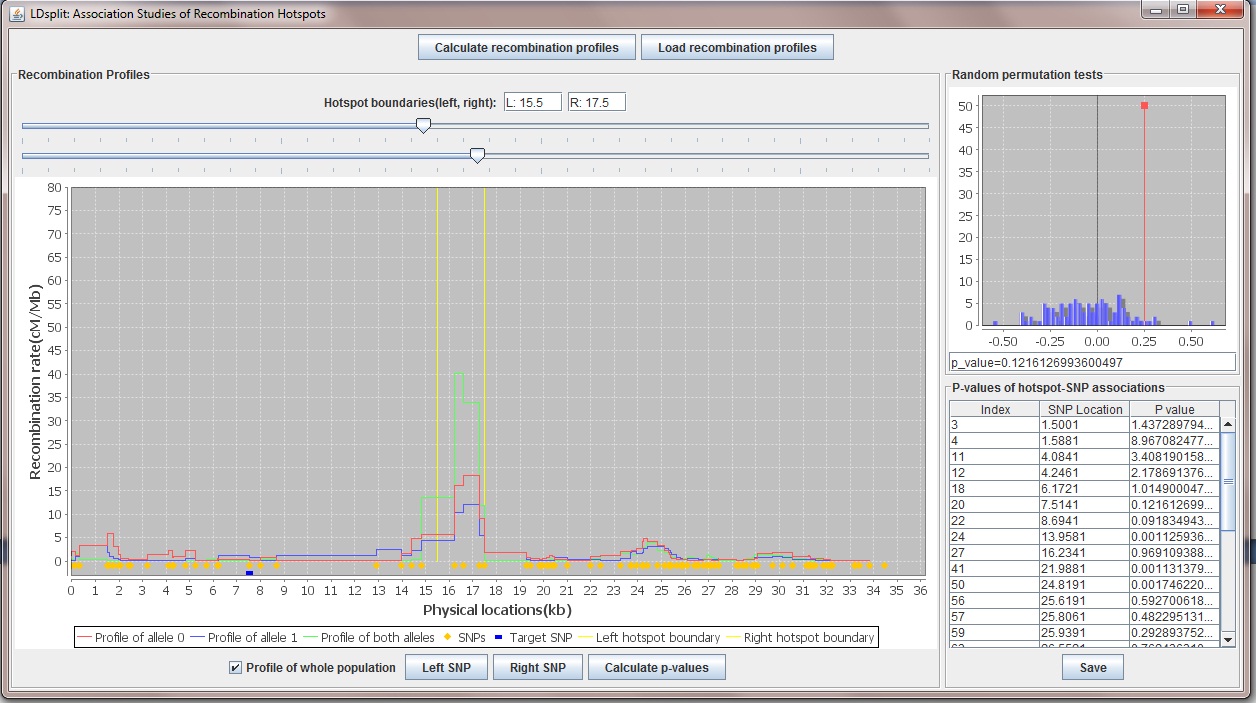 LDsplit: Association Studies of Recombination Hotspots
Calculate recombination profiles Load recombination profiles
Recombination Profiles
Hotspot boundaries(left, right): L: 15.5 R: 17.5
80
75
70
65
60
55
50
45
40
35
30
25
20
15
10
5
0
Recombination rate(cM/Mb)
0 1 2 3 4 5 6 7 8 9 10 11 12 13 14 15 16 17 18 19 20 21 22 23 24 25 26 27 28 29 30 31 32 33 34 35 36
Physical locations(kb)
Profile of allele 0 Profile of allele 1 Profile of both alleles SNPs Target SNP Left hotspot boundary Right hotspot boundary
Profile of whole population Left SNP Right SNP Calculate p-values
Random permutation tests
50
45
40
35
30
25
20
15
10
5
0
-0.50 -0.25 0.00 0.25 0.50
p_value=0.1216126993600497
P-values of hotspot-SNP associations
Index SNP Location P value
3 1.5001 1.437289794...
4 1.5881 8.967082477...
11 4.0841 3.408190158...
12 4.2461 2.178691376...
18 6.1721 1.014900047...
20 7.5141 0.121612699...
22 8.6941 0.091834943...
24 13.9581 0.001125936...
27 16.2341 0.969109388...
41 21.9881 0.001131379...
50 24.8191 0.001746220...
56 25.6191 0.592700618...
57 25.8061 0.482295131...
59 25.9391 0.292893752...
Save